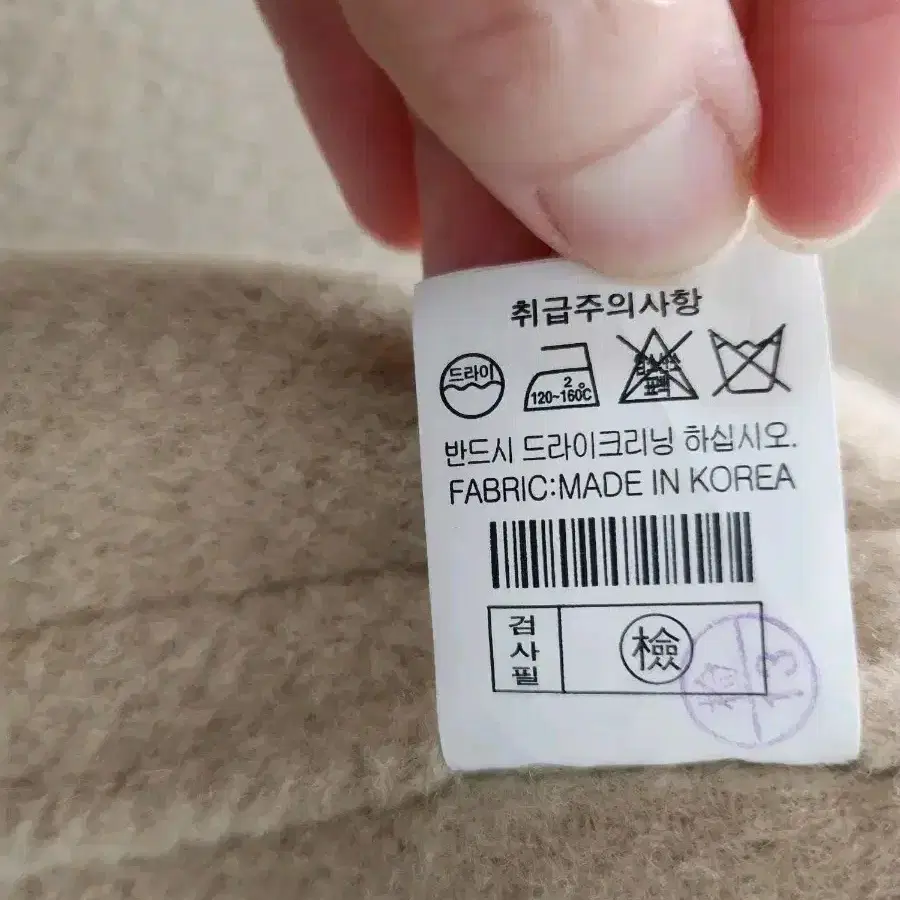 취급주의사항
드라이
2
120~160℃
반드시 드라이크리닝 하십시오.
FABRIC:MADE IN KOREA
검사필
檢
13